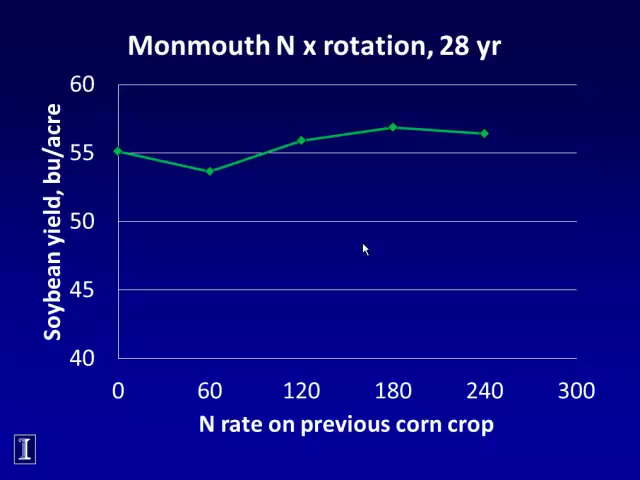 Monmouth N x rotation, 28 yr
Soybean yield, bu/acre
60
55
50
45
40
0 60 120 180 240 300
N rate on previous corn crop
I